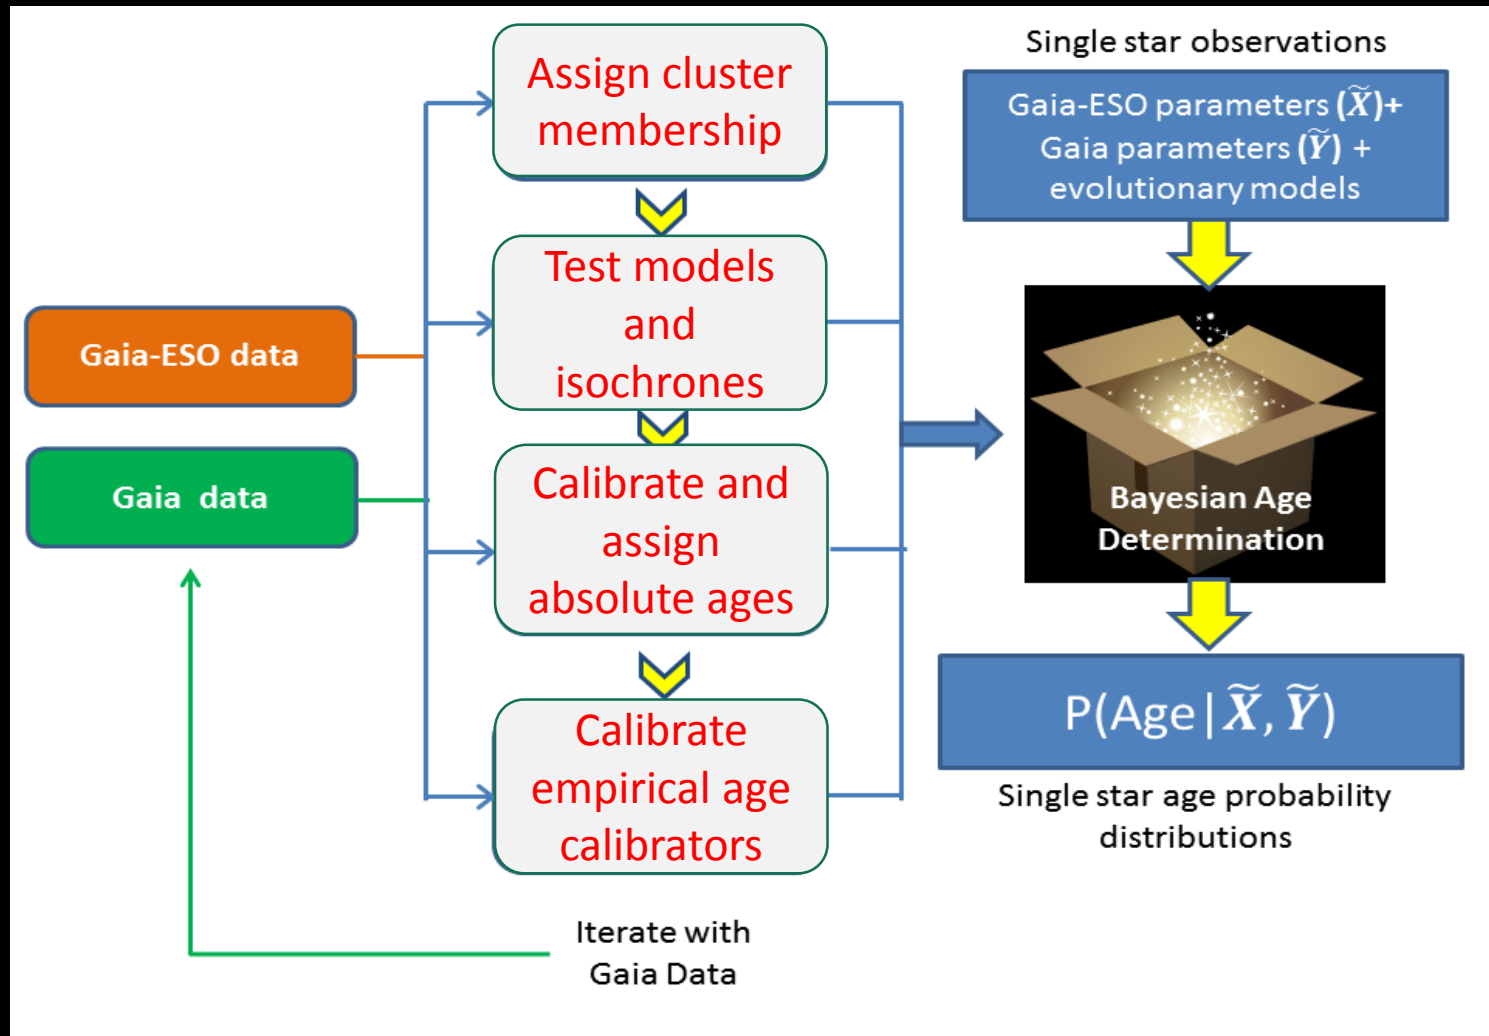 Gaia-ESO data
Gaia data
Assign cluster
membership
Test models
and
isochrones
Calibrate and
assign
absolute ages
Calibrate
empirical age
calibrators
Iterate with
Gaia Data
Single star observations
Gaia-ESO parameters (X̃)+
Gaia parameters (Ỹ) +
evolutionary models
Bayesian Age
Determination
P(Age|X̃, Ỹ)
Single star age probability
distributions